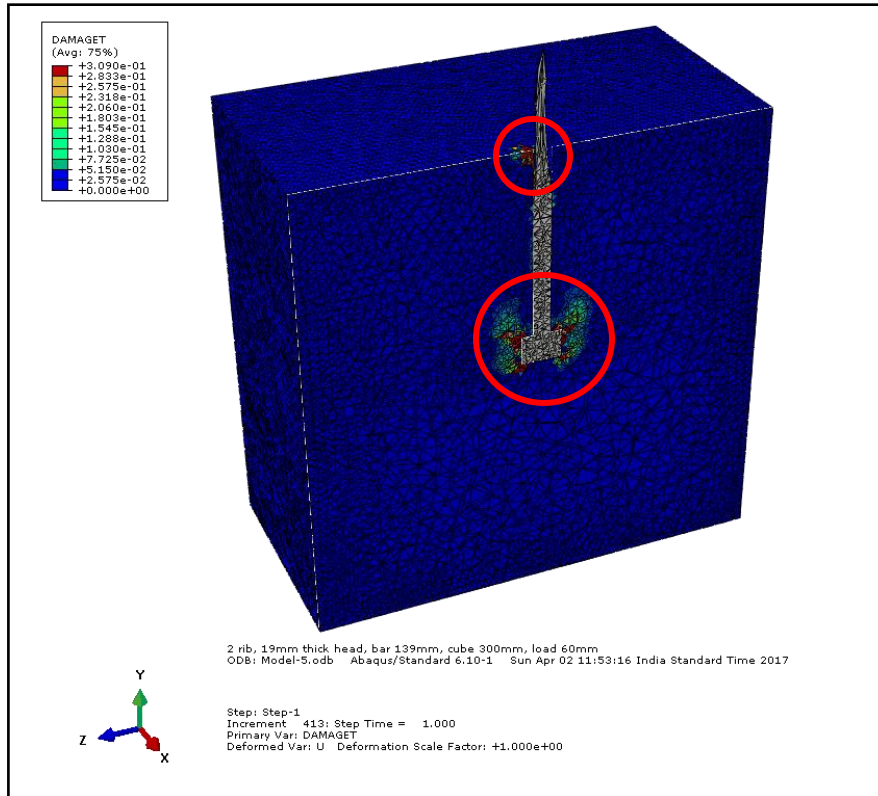 DAMAGET
(Avg: 75%)
+3.090e-01
+2.833e-01
+2.575e-01
+2.318e-01
+2.060e-01
+1.803e-01
+1.545e-01
+1.288e-01
+1.030e-01
+7.725e-02
+5.150e-02
+2.575e-02
+0.000e+00
2 rib, 19mm thick head, bar 139mm, cube 300mm, load 60mm
ODB: Model-5.odb Abaqus/Standard 6.10-1 Sun Apr 02 11:53:16 India Standard Time 2017
Y
Z
X
Step: Step-1
Increment 413: Step Time = 1.000
Primary Var: DAMAGET
Deformed Var: U Deformation Scale Factor: +1.000e+00